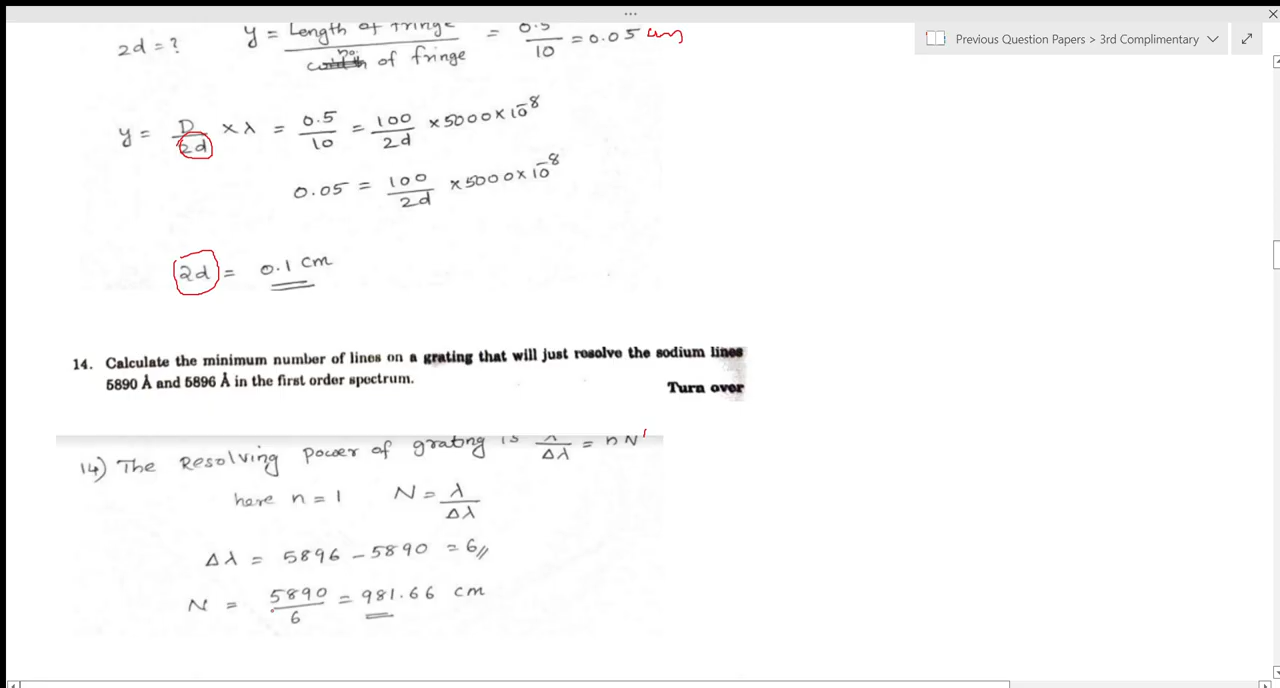 Previous Question Papers > 3rd Complimentary
2d = ? y = Length of fringe / no. of fringe = 0.5 / 10 = 0.05 cm
y = D / 2d × λ = 0.5 / 10 = 100 / 2d × 5000 × 10⁻⁸
0.05 = 100 / 2d × 5000 × 10⁻⁸
2d = 0.1 cm
14. Calculate the minimum number of lines on a grating that will just resolve the sodium lines
5890 Å and 5896 Å in the first order spectrum.
Turn over
14) The Resolving power of grating is λ / Δλ = nN'
here n = 1 N = λ / Δλ
Δλ = 5896 – 5890 = 6//
N = 5890 / 6 = 981.66 cm